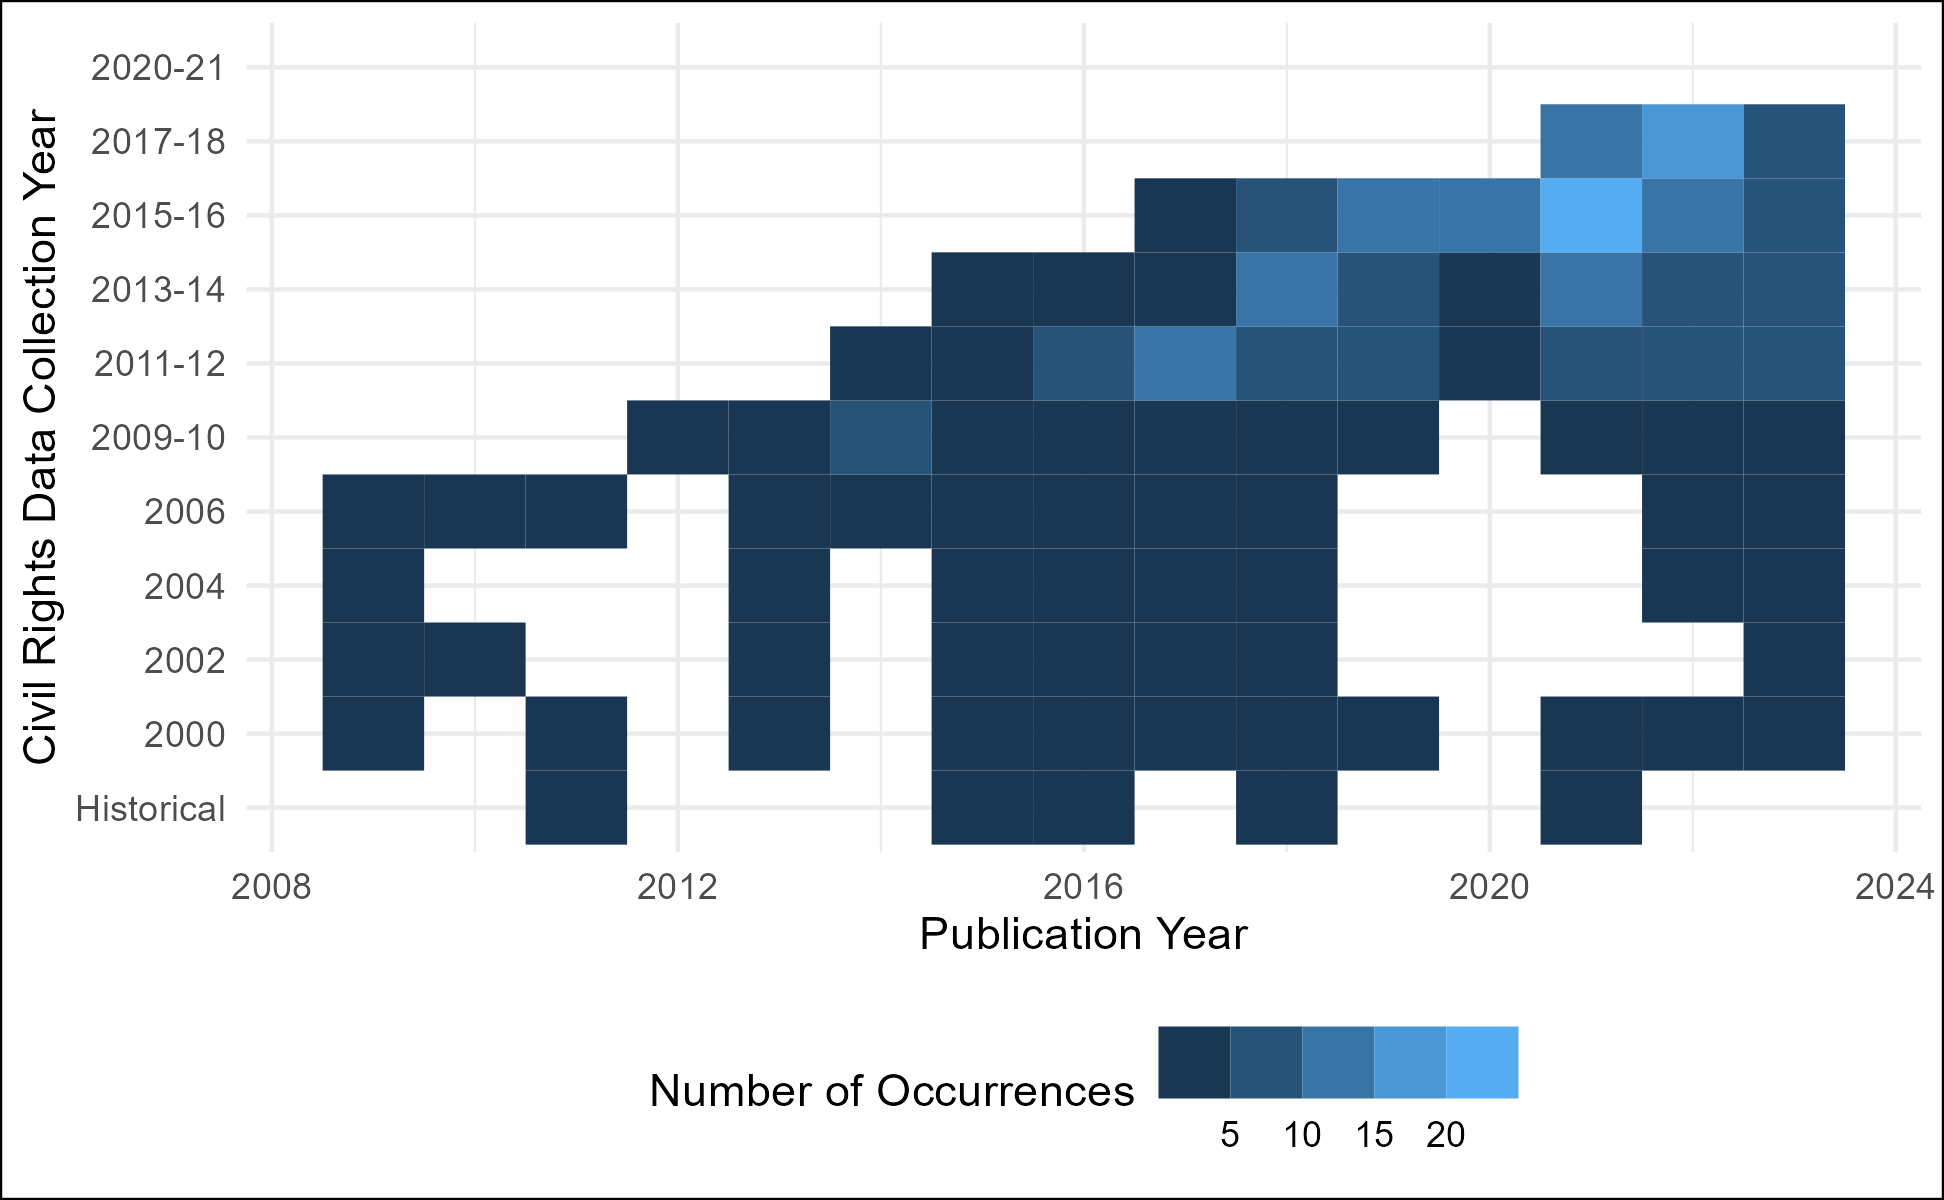 Civil Rights Data Collection Year
2020-21
2017-18
2015-16
2013-14
2011-12
2009-10
2006
2004
2002
2000
Historical
2008 2012 2016 2020 2024
Publication Year
Number of Occurrences
5 10 15 20